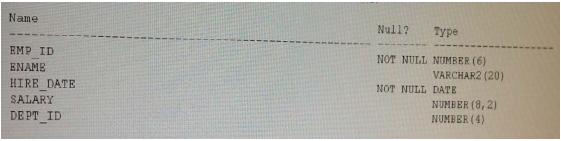 Name Null? Type
EMP_ID NOT NULL NUMBER(6)
ENAME VARCHAR2(20)
HIRE_DATE NOT NULL DATE
SALARY NUMBER(8,2)
DEPT_ID NUMBER(4)